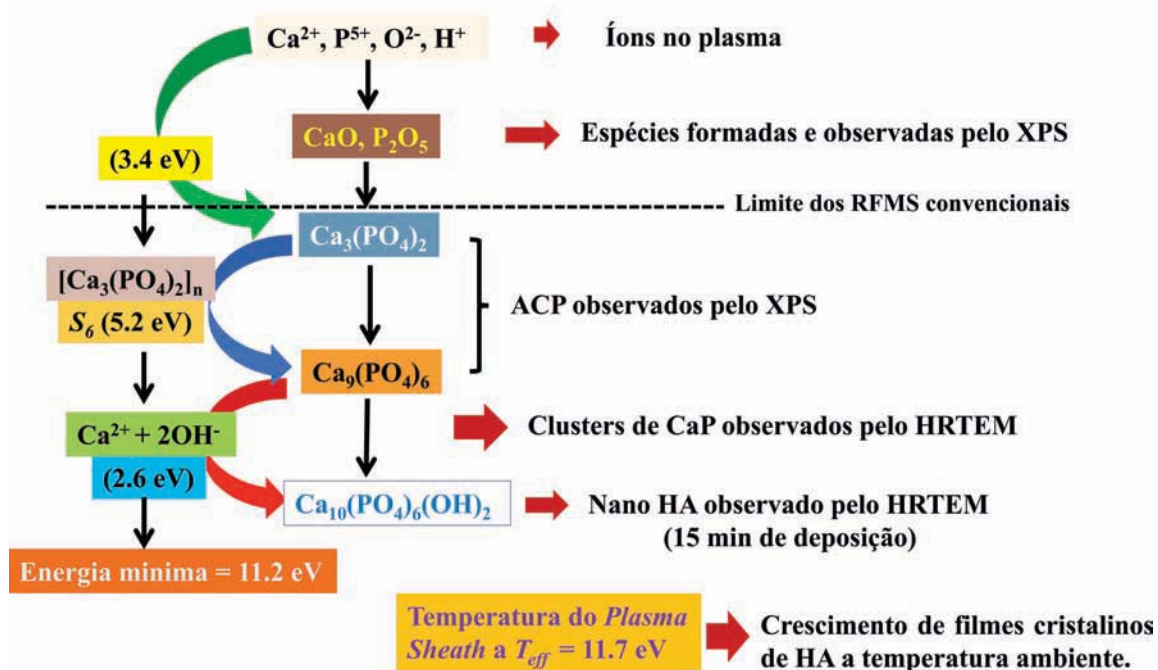 Ca²⁺, P⁵⁺, O²⁻, H⁺
Íons no plasma
CaO, P₂O₅
Espécies formadas e observadas pelo XPS
(3.4 eV)
Limite dos RFMS convencionais
Ca₃(PO₄)₂
[Ca₃(PO₄)₂]ₙ
S₆ (5.2 eV)
ACP observados pelo XPS
Ca₉(PO₄)₆
Ca²⁺ + 2OH⁻
(2.6 eV)
Clusters de CaP observados pelo HRTEM
Ca₁₀(PO₄)₆(OH)₂
Nano HA observado pelo HRTEM
(15 min de deposição)
Energia minima = 11.2 eV
Temperatura do Plasma
Sheath a T_eff = 11.7 eV
Crescimento de filmes cristalinos
de HA a temperatura ambiente.